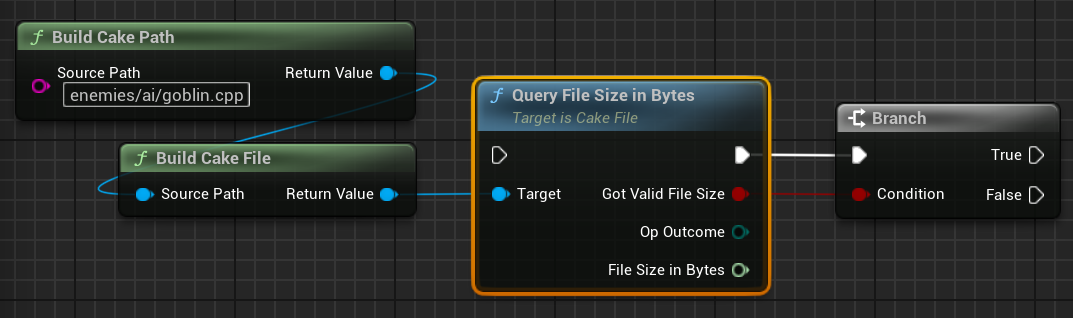 Build Cake Path
Source Path
Return Value
enemies/ai/goblin.cpp
Build Cake File
Source Path
Return Value
Query File Size in Bytes
Target is Cake File
Target
Got Valid File Size
Op Outcome
File Size in Bytes
Branch
True
Condition
False